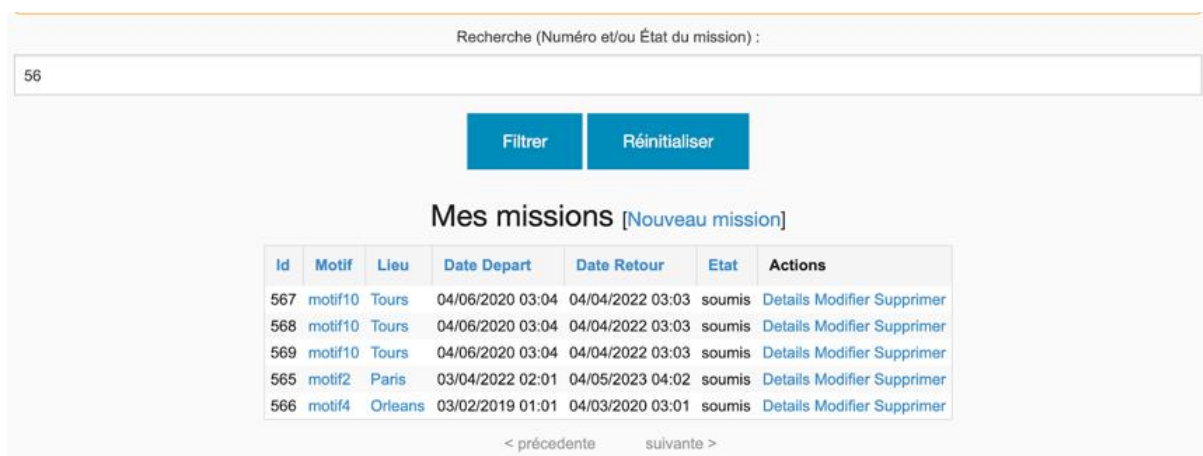 Recherche (Numéro et/ou État du mission) :
56
Filtrer Réinitialiser
Mes missions [Nouveau mission]
Id Motif Lieu Date Depart Date Retour Etat Actions
567 motif10 Tours 04/06/2020 03:04 04/04/2022 03:03 soumis Details Modifier Supprimer
568 motif10 Tours 04/06/2020 03:04 04/04/2022 03:03 soumis Details Modifier Supprimer
569 motif10 Tours 04/06/2020 03:04 04/04/2022 03:03 soumis Details Modifier Supprimer
565 motif2 Paris 03/04/2022 02:01 04/05/2023 04:02 soumis Details Modifier Supprimer
566 motif4 Orleans 03/02/2019 01:01 04/03/2020 03:01 soumis Details Modifier Supprimer
< précedente suivante >